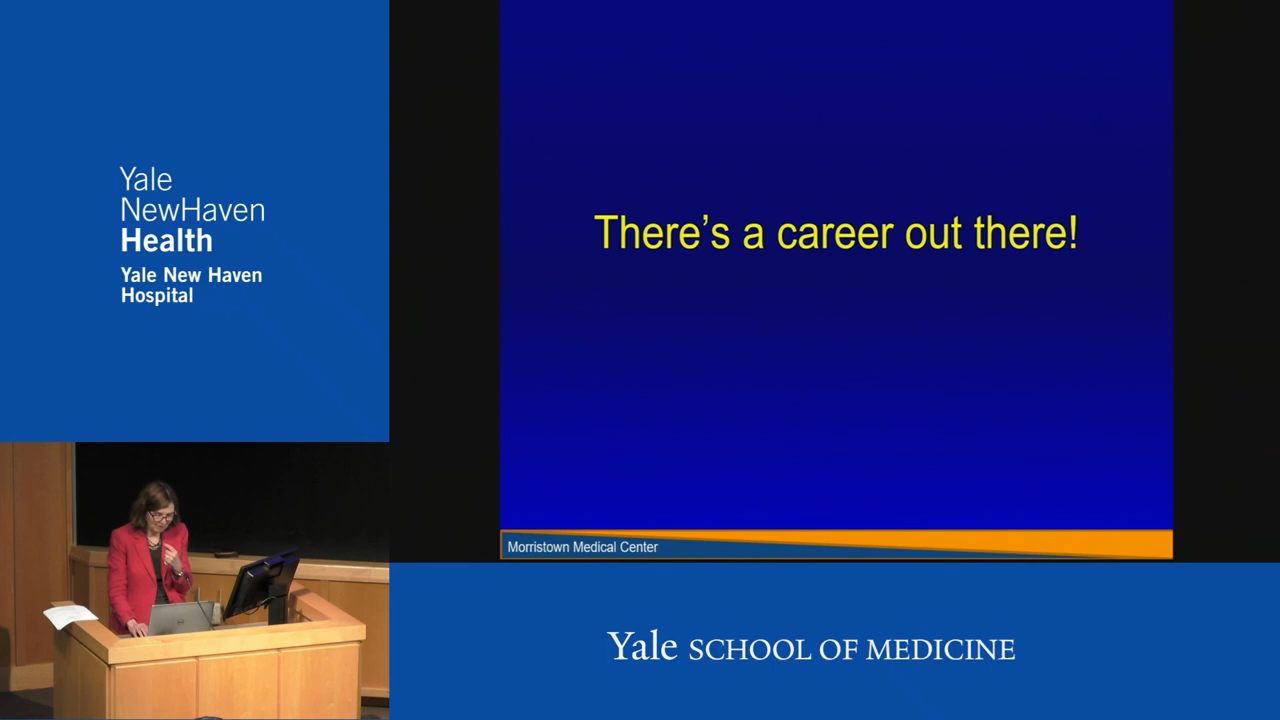 Yale
NewHaven
Health
Yale New Haven
Hospital
There's a career out there!
Morristown Medical Center
Yale SCHOOL OF MEDICINE